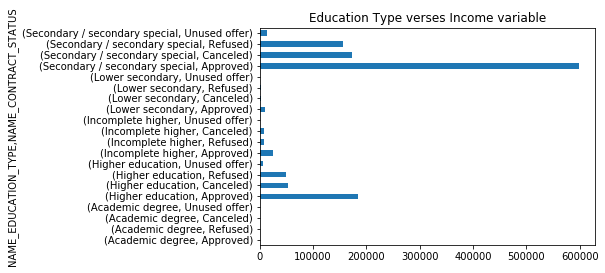 Education Type verses Income variable
NAME_EDUCATION_TYPE,NAME_CONTRACT_STATUS
(Secondary / secondary special, Unused offer)
(Secondary / secondary special, Refused)
(Secondary / secondary special, Canceled)
(Secondary / secondary special, Approved)
(Lower secondary, Unused offer)
(Lower secondary, Refused)
(Lower secondary, Canceled)
(Lower secondary, Approved)
(Incomplete higher, Unused offer)
(Incomplete higher, Canceled)
(Incomplete higher, Refused)
(Incomplete higher, Approved)
(Higher education, Unused offer)
(Higher education, Refused)
(Higher education, Canceled)
(Higher education, Approved)
(Academic degree, Unused offer)
(Academic degree, Canceled)
(Academic degree, Refused)
(Academic degree, Approved)
0 100000 200000 300000 400000 500000 600000